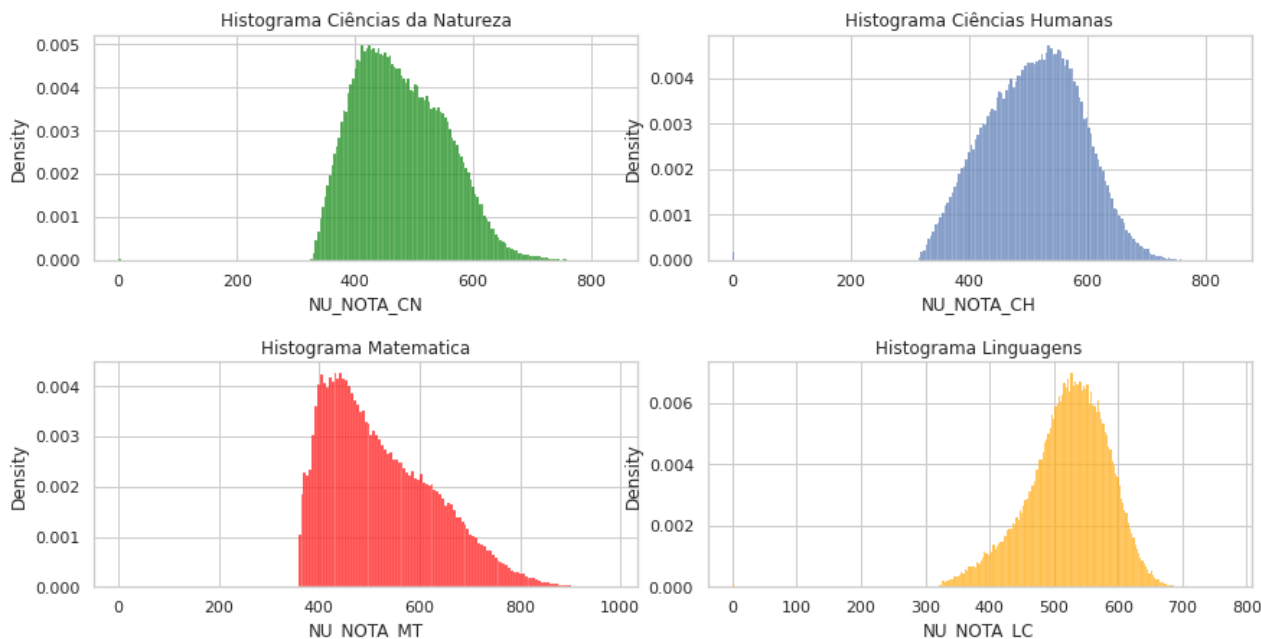 Histograma Ciências da Natureza
0.005
0.004
0.003
0.002
0.001
0.000
Density
0 200 400 600 800
NU_NOTA_CN
Histograma Ciências Humanas
0.004
0.003
0.002
0.001
0.000
Density
0 200 400 600 800
NU_NOTA_CH
Histograma Matematica
0.004
0.003
0.002
0.001
0.000
Density
0 200 400 600 800 1000
NU_NOTA_MT
Histograma Linguagens
0.006
0.004
0.002
0.000
Density
0 100 200 300 400 500 600 700 800
NU_NOTA_LC